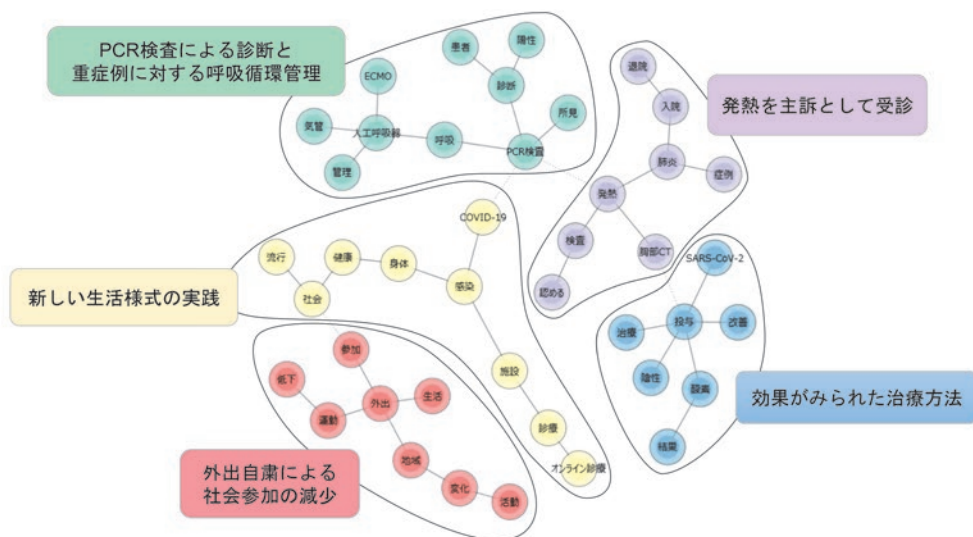 PCR検査による診断と
重症例に対する呼吸循環管理
患者
陽性
ECMO
診断
気管
人工呼吸器
呼吸
所見
管理
PCR検査
発熱を主訴として受診
退院
入院
肺炎
症例
発熱
検査
胸部CT
認める
新しい生活様式の実践
COVID-19
流行
健康
身体
社会
感染
施設
診療
オンライン診療
効果がみられた治療方法
SARS-CoV-2
治療
投与
改善
陰性
酸素
結果
外出自粛による
社会参加の減少
参加
低下
外出
生活
運動
地域
変化
活動